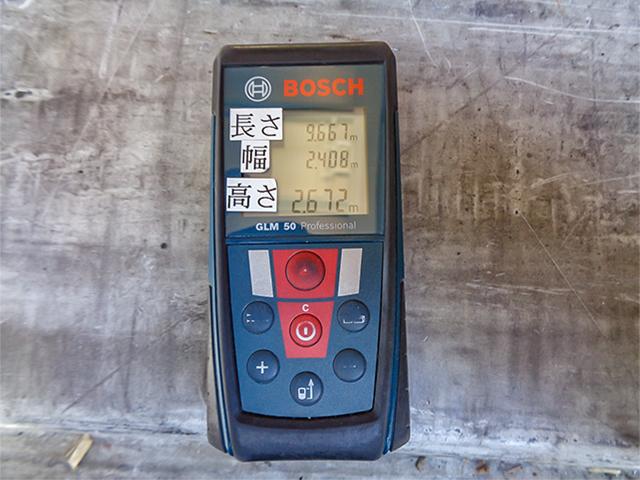 BOSCH
長さ 9.667m
幅 2.408m
高さ 2.672m
GLM 50 Professional
C